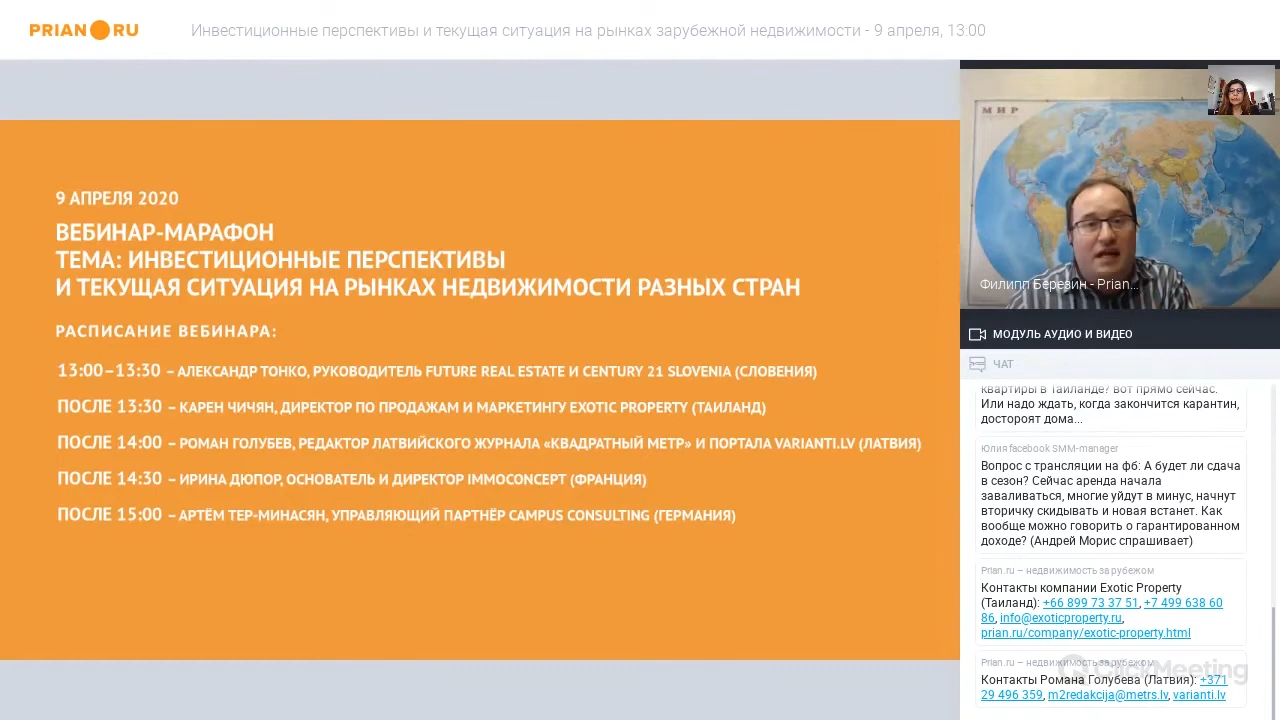 PRIAN RU
Инвестиционные перспективы и текущая ситуация на рынках зарубежной недвижимости - 9 апреля, 13:00
9 АПРЕЛЯ 2020
ВЕБИНАР-МАРАФОН
ТЕМА: ИНВЕСТИЦИОННЫЕ ПЕРСПЕКТИВЫ
И ТЕКУЩАЯ СИТУАЦИЯ НА РЫНКАХ НЕДВИЖИМОСТИ РАЗНЫХ СТРАН
РАСПИСАНИЕ ВЕБИНАРА:
13:00–13:30 – АЛЕКСАНДР ТОНКО, РУКОВОДИТЕЛЬ FUTURE REAL ESTATE И CENTURY 21 SLOVENIA (СЛОВЕНИЯ)
ПОСЛЕ 13:30 – КАРЕН ЧИЧЯН, ДИРЕКТОР ПО ПРОДАЖАМ И МАРКЕТИНГУ EXOTIC PROPERTY (ТАИЛАНД)
ПОСЛЕ 14:00 – РОМАН ГОЛУБЕВ, РЕДАКТОР ЛАТВИЙСКОГО ЖУРНАЛА «КВАДРАТНЫЙ МЕТР» И ПОРТАЛА VARIANTI.LV (ЛАТВИЯ)
ПОСЛЕ 14:30 – ИРИНА ДЮПОР, ОСНОВАТЕЛЬ И ДИРЕКТОР IMMOCONCEPT (ФРАНЦИЯ)
ПОСЛЕ 15:00 – АРТЁМ ТЕР-МИНАСЯН, УПРАВЛЯЮЩИЙ ПАРТНЁР CAMPUS CONSULTING (ГЕРМАНИЯ)
МИР
Филипп Березин - Prian...
МОДУЛЬ АУДИО И ВИДЕО
ЧАТ
квартиры в Таиланде? вот прямо сейчас.
Или надо ждать, когда закончится карантин,
достороят дома...
Юлия facebook SMM-manager
Вопрос с трансляции на фб: А будет ли сдача
в сезон? Сейчас аренда начала
заваливаться, многие уйдут в минус, начнут
вторичку скидывать и новая встанет. Как
вообще можно говорить о гарантированном
доходе? (Андрей Морис спрашивает)
Prian.ru – недвижимость за рубежом
Контакты компании Exotic Property
(Таиланд): +66 899 73 37 51, +7 499 638 60
86, info@exoticproperty.ru,
prian.ru/company/exotic-property.html
Prian.ru – недвижимость за рубежом
Контакты Романа Голубева (Латвия): +371
29 496 359, m2redakcija@metrs.lv, varianti.lv
ClickMeeting